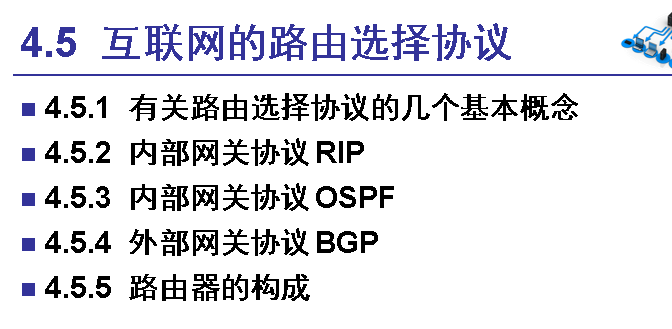 4.5 互联网的路由选择协议
4.5.1 有关路由选择协议的几个基本概念
4.5.2 内部网关协议 RIP
4.5.3 内部网关协议 OSPF
4.5.4 外部网关协议 BGP
4.5.5 路由器的构成